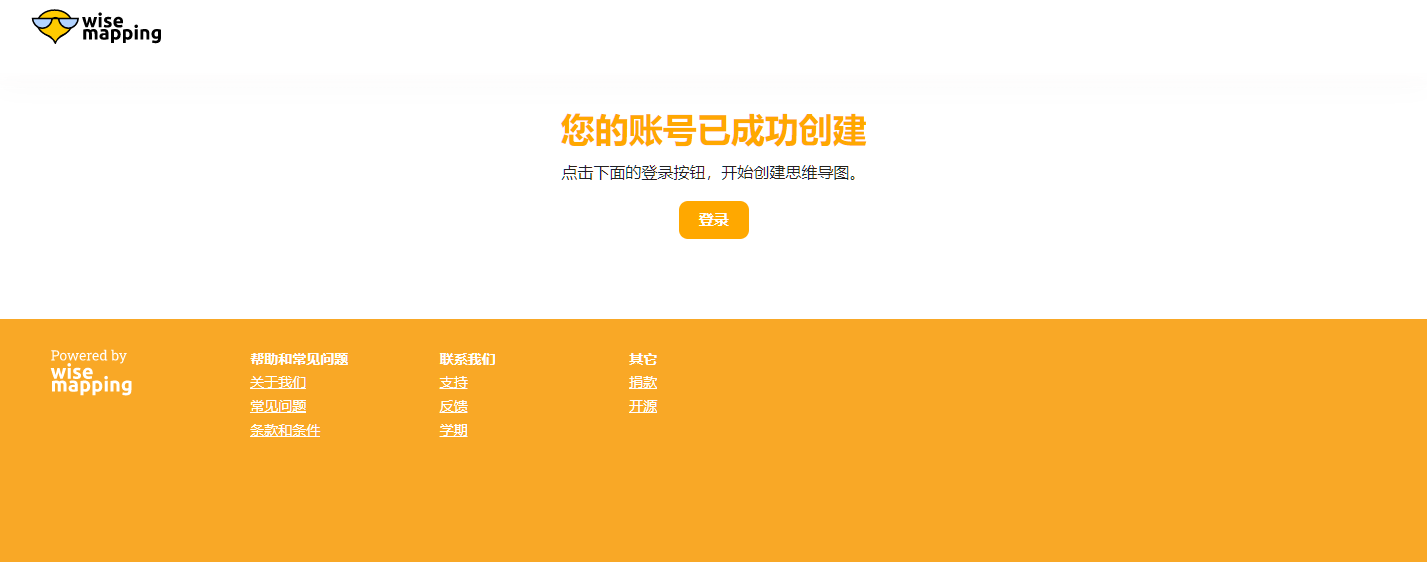 wise
mapping
您的账号已成功创建
点击下面的登录按钮，开始创建思维导图。
登录
Powered by
wise
mapping
帮助和常见问题
关于我们
常见问题
条款和条件
联系我们
支持
反馈
学期
其它
捐款
开源